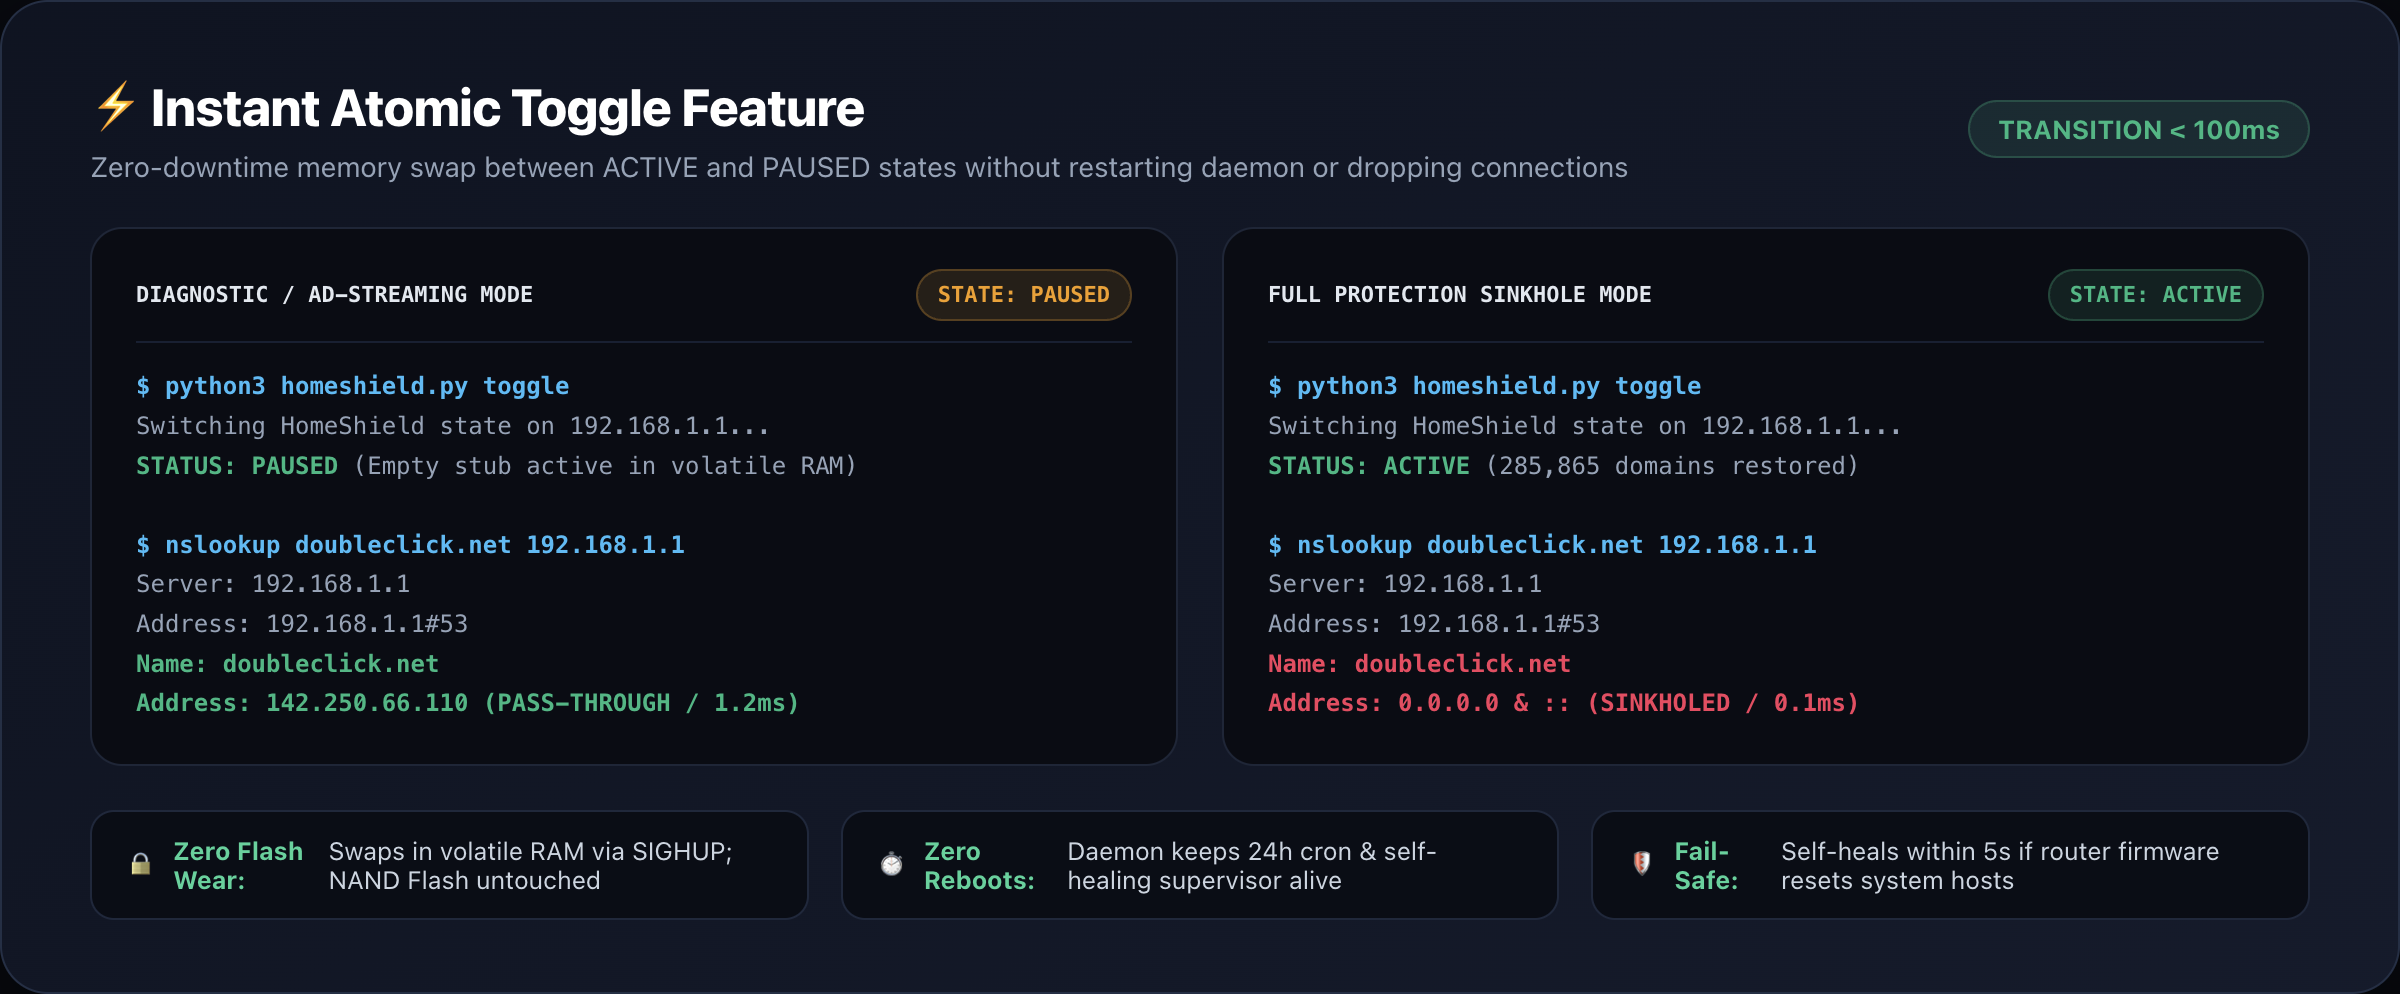 ⚡ Instant Atomic Toggle Feature
Zero-downtime memory swap between ACTIVE and PAUSED states without restarting daemon or dropping connections
TRANSITION < 100ms
DIAGNOSTIC / AD-STREAMING MODE
STATE: PAUSED
$ python3 homeshield.py toggle
Switching HomeShield state on 192.168.1.1...
STATUS: PAUSED (Empty stub active in volatile RAM)
$ nslookup doubleclick.net 192.168.1.1
Server: 192.168.1.1
Address: 192.168.1.1#53
Name: doubleclick.net
Address: 142.250.66.110 (PASS-THROUGH / 1.2ms)
FULL PROTECTION SINKHOLE MODE
STATE: ACTIVE
$ python3 homeshield.py toggle
Switching HomeShield state on 192.168.1.1...
STATUS: ACTIVE (285,865 domains restored)
$ nslookup doubleclick.net 192.168.1.1
Server: 192.168.1.1
Address: 192.168.1.1#53
Name: doubleclick.net
Address: 0.0.0.0 & :: (SINKHOLED / 0.1ms)
Zero Flash
Wear:
Swaps in volatile RAM via SIGHUP;
NAND Flash untouched
Zero
Reboots:
Daemon keeps 24h cron & self-
healing supervisor alive
Fail-
Safe:
Self-heals within 5s if router firmware
resets system hosts